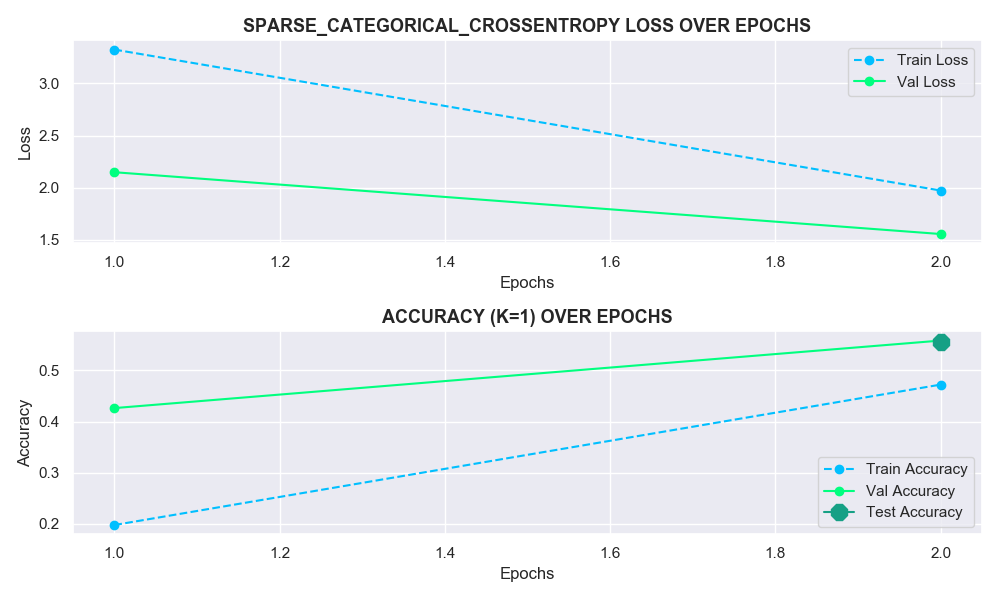 SPARSE_CATEGORICAL_CROSSENTROPY LOSS OVER EPOCHS
Train Loss
Val Loss
3.0
2.5
2.0
1.5
Loss
1.0 1.2 1.4 1.6 1.8 2.0
Epochs
ACCURACY (K=1) OVER EPOCHS
0.5
0.4
0.3
0.2
Accuracy
Train Accuracy
Val Accuracy
Test Accuracy
1.0 1.2 1.4 1.6 1.8 2.0
Epochs